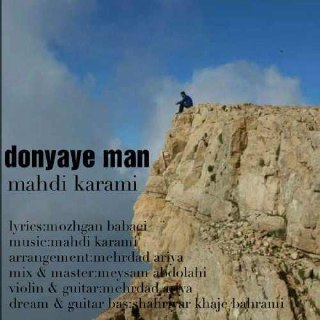 donyaye man
mahdi karami
lyrics:mozhgan babaei
music:mahdi karami
arrangement:mehrdad ariya
mix & master:meysam abdolahi
violin & guitar:mehrdad ariya
dream & guitar bas:shahriyar khaje bahrami